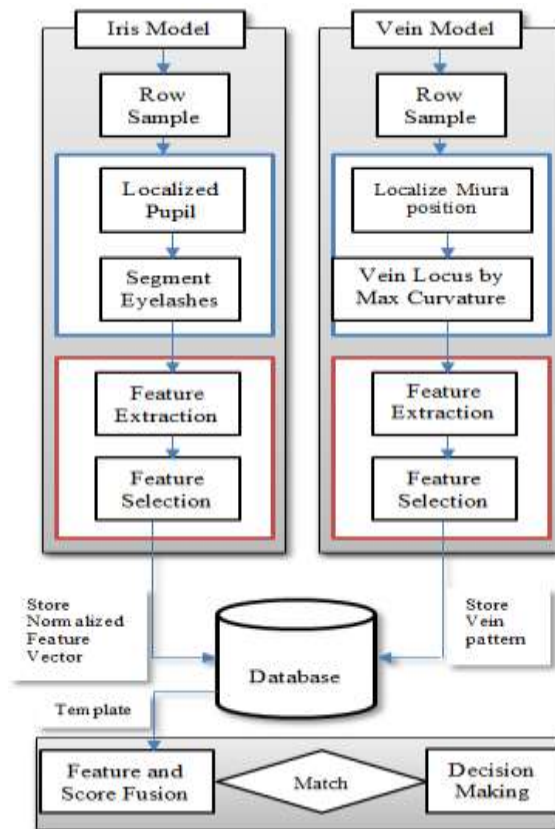 Iris Model
Row
Sample
Localized
Pupil
Segment
Eyelashes
Feature
Extraction
Feature
Selection
Vein Model
Row
Sample
Localize Miura
position
Vein Locus by
Max Curvature
Feature
Extraction
Feature
Selection
Store
Normalized
Feature
Vector
Store
Vein
pattern
Database
Template
Feature and
Score Fusion
Match
Decision
Making